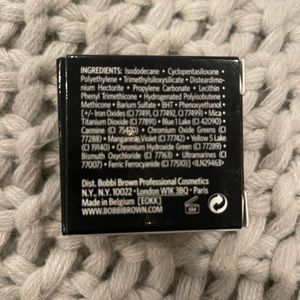 INGREDIENTS: Isododecane • Cyclopentasiloxane •
Polyethylene • Trimethylsiloxysilicate • Disteardimonium
Hectorite • Propylene Carbonate • Lecithin •
Phenyl Trimethicone • Hydrogenated Polyisobutene •
Methicone • Barium Sulfate • BHT • Phenoxyethanol •
[+/- Iron Oxides (CI 77491, CI 77492, CI 77499) • Mica •
Titanium Dioxide (CI 77891) • Blue 1 Lake (CI 42090) •
Carmine (CI 75470) • Chromium Oxide Greens (CI
77288) • Manganese Violet (CI 77742) • Yellow 5 Lake
(CI 19140) • Chromium Hydroxide Green (CI 77289) •
Bismuth Oxychloride (CI 77163) • Ultramarines (CI
77007) • Ferric Ferrocyanide (CI 77510)]
Dist. Bobbi Brown Professional Cosmetics
N.Y., N.Y. 10022 • London W1K 3BQ • Paris
Made in Belgium [EOKK]
WWW.BOBBIBROWN.COM